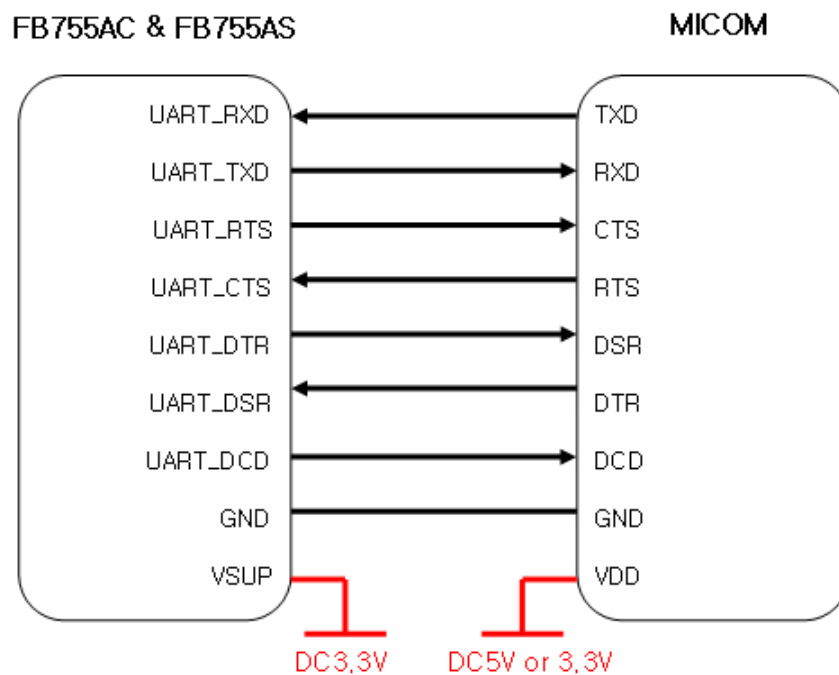 FB755AC & FB755AS
MICOM
UART_RXD
TXD
UART_TXD
RXD
UART_RTS
CTS
UART_CTS
RTS
UART_DTR
DSR
UART_DSR
DTR
UART_DCD
DCD
GND
GND
VSUP
VDD
DC3,3V
DC5V or 3,3V